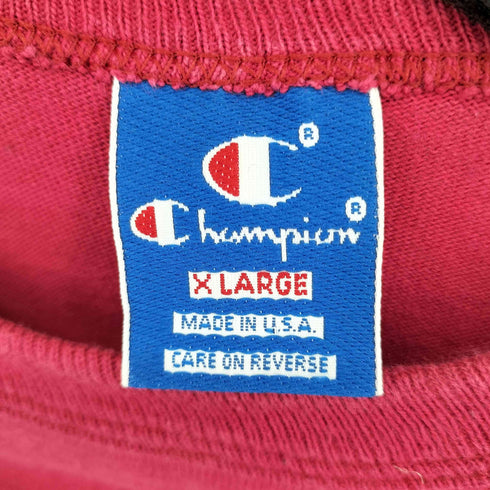 C®
Champion®
X LARGE
MADE IN U.S.A.
CARE ON REVERSE